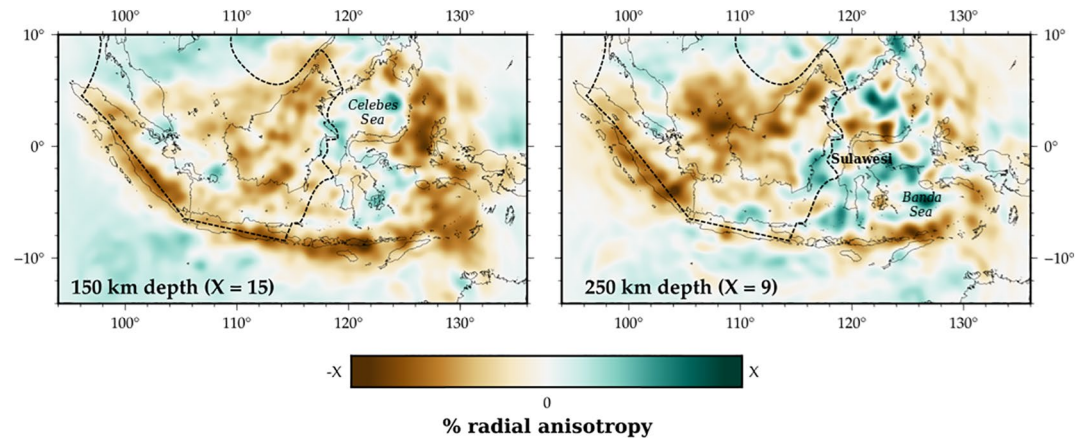 100° 110° 120° 130° 100° 110° 120° 130°
10° 10°
Celebes
Sea
0° 0°
Sulawesi
Banda
Sea
−10° −10°
150 km depth (X = 15) 250 km depth (X = 9)
100° 110° 120° 130° 100° 110° 120° 130°
-X X
0
% radial anisotropy